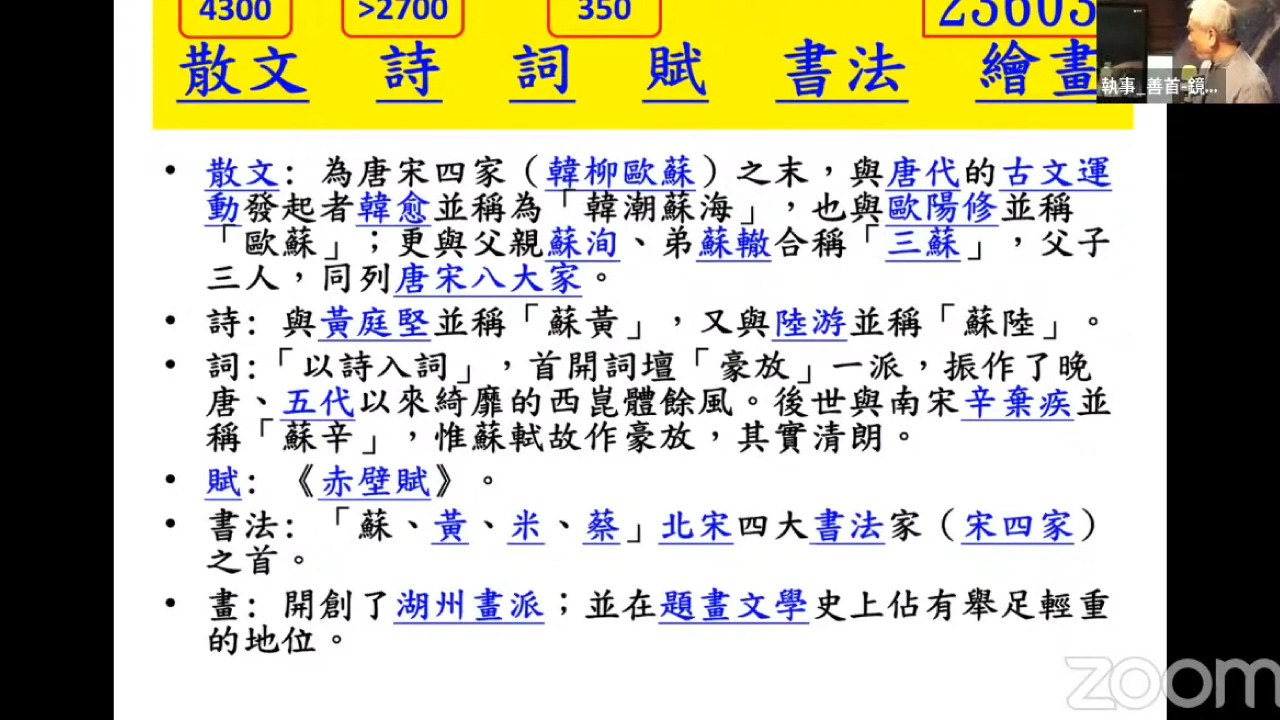 4300 >2700 350 23603
散文 詩 詞 賦 書法 繪畫
執事_善首-鏡...
• 散文: 為唐宋四家（韓柳歐蘇）之末，與唐代的古文運
動發起者韓愈並稱為「韓潮蘇海」，也與歐陽修並稱
「歐蘇」；更與父親蘇洵、弟蘇轍合稱「三蘇」，父子
三人，同列唐宋八大家。
• 詩: 與黃庭堅並稱「蘇黃」，又與陸游並稱「蘇陸」。
• 詞:「以詩入詞」，首開詞壇「豪放」一派，振作了晚
唐、五代以來綺靡的西崑體餘風。後世與南宋辛棄疾並
稱「蘇辛」，惟蘇軾故作豪放，其實清朗。
• 賦: 《赤壁賦》。
• 書法: 「蘇、黃、米、蔡」北宋四大書法家（宋四家）
之首。
• 畫: 開創了湖州畫派；並在題畫文學史上佔有舉足輕重
的地位。
zoom